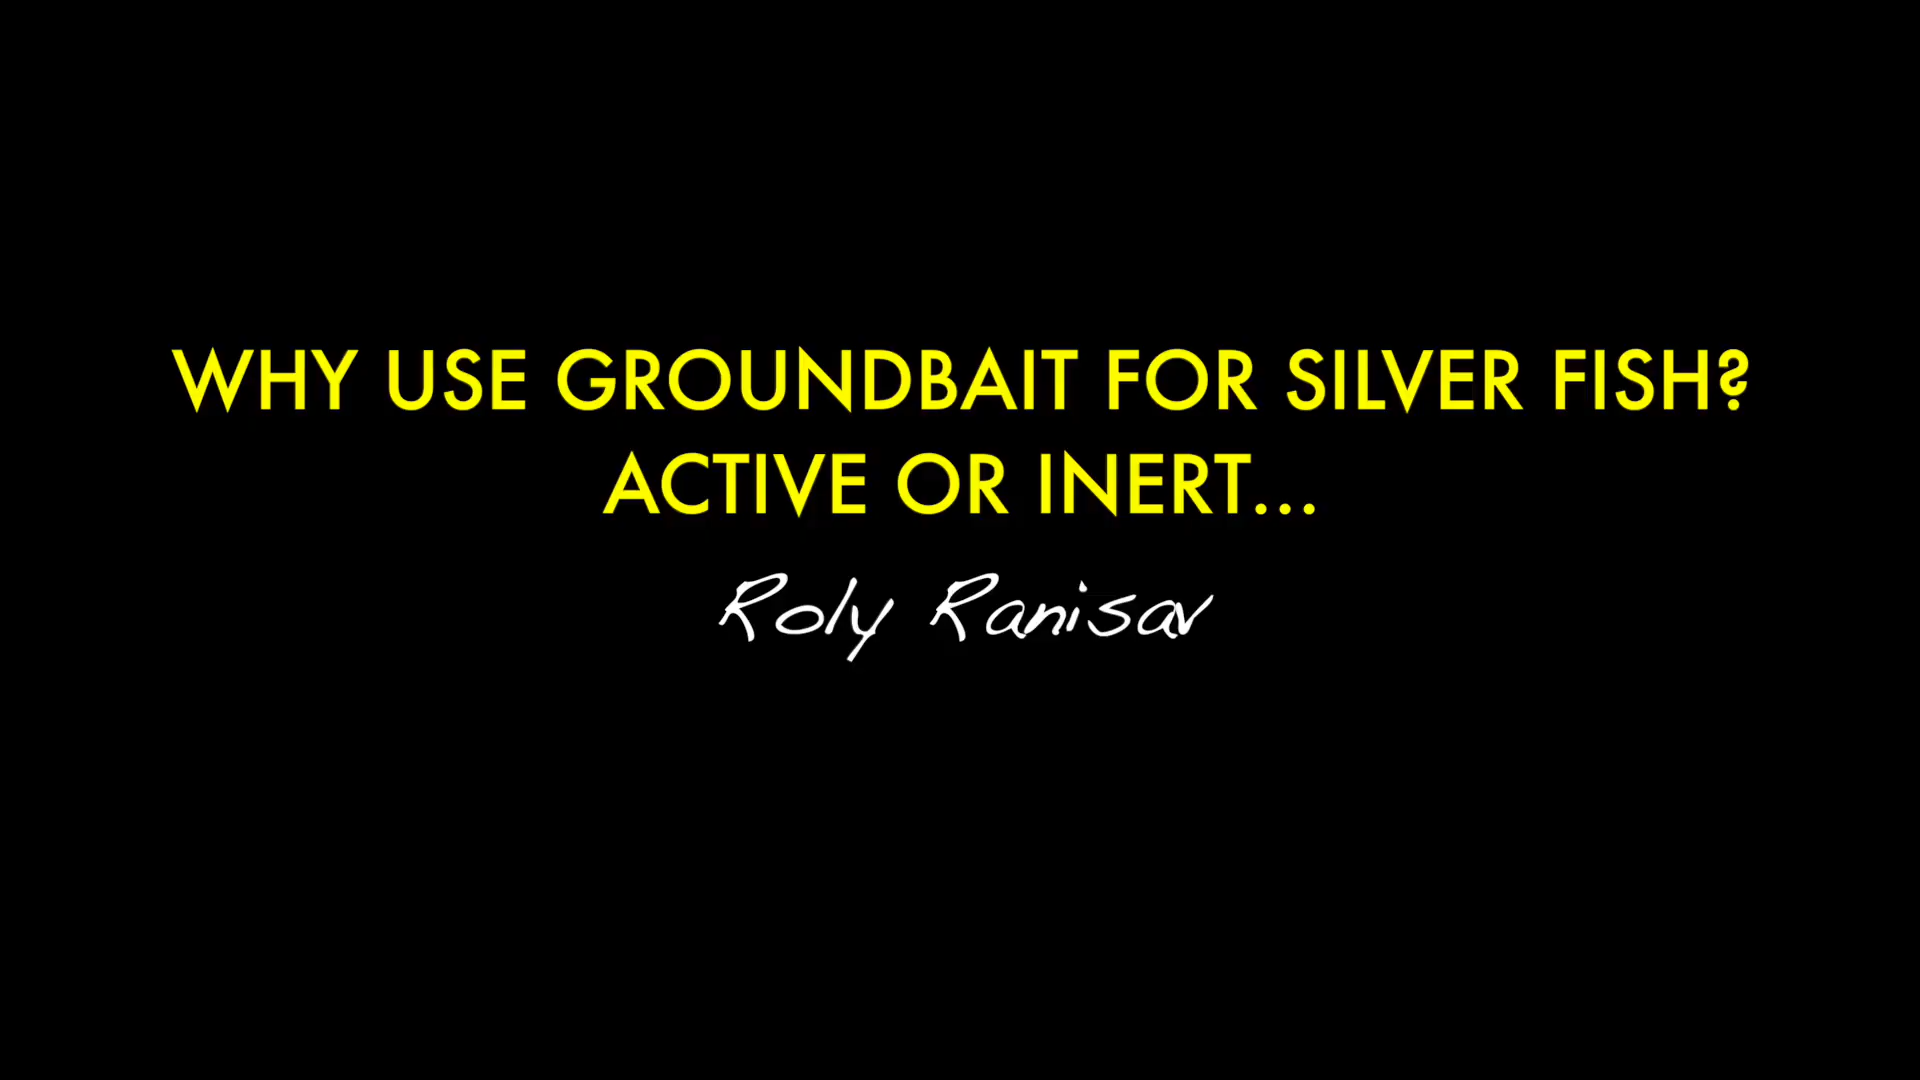 WHY USE GROUNDBAIT FOR SILVER FISH?
ACTIVE OR INERT...
Roly Ranisav